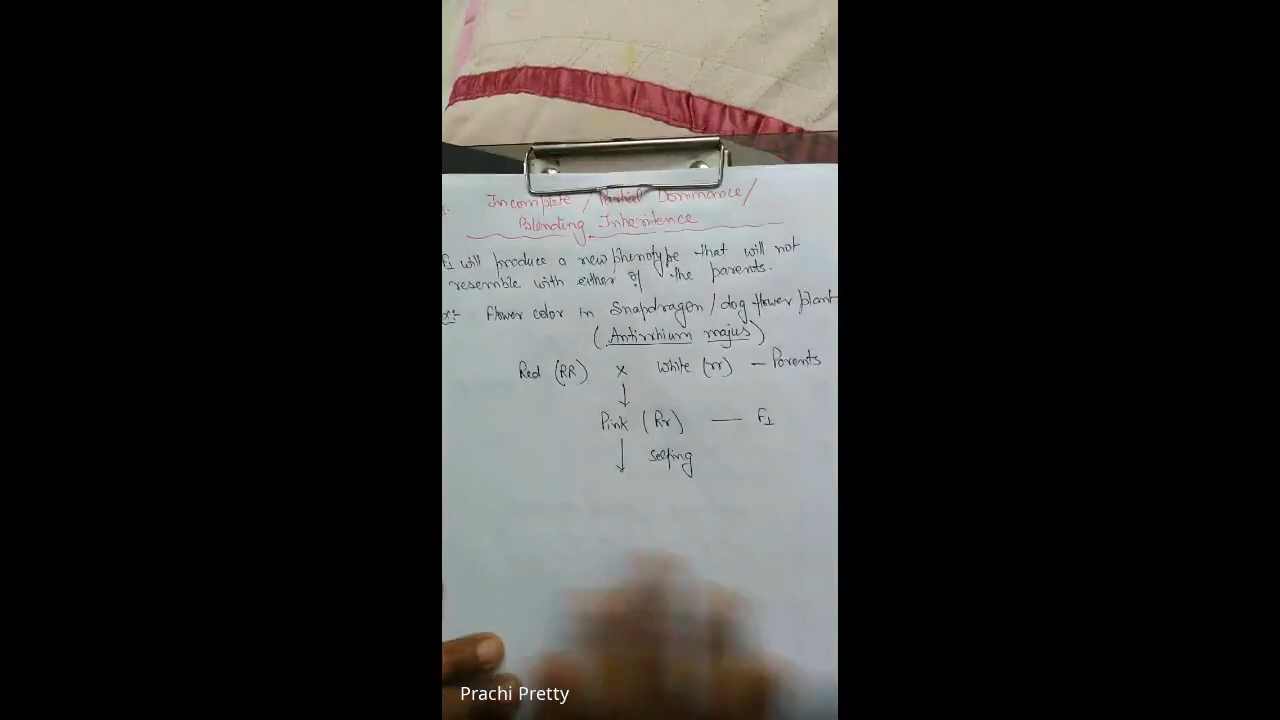 Incomplete / Partial Dominance /
Blending Inheritence
F1 will produce a new phenotype that will not
resemble with either of the parents.
Ex:- Flower color in Snapdragon / dog flower plant
(Antirrhium majus)
Red (RR) x White (rr) — Parents
↓
Pink (Rr) — F1
↓ selfing
Prachi Pretty